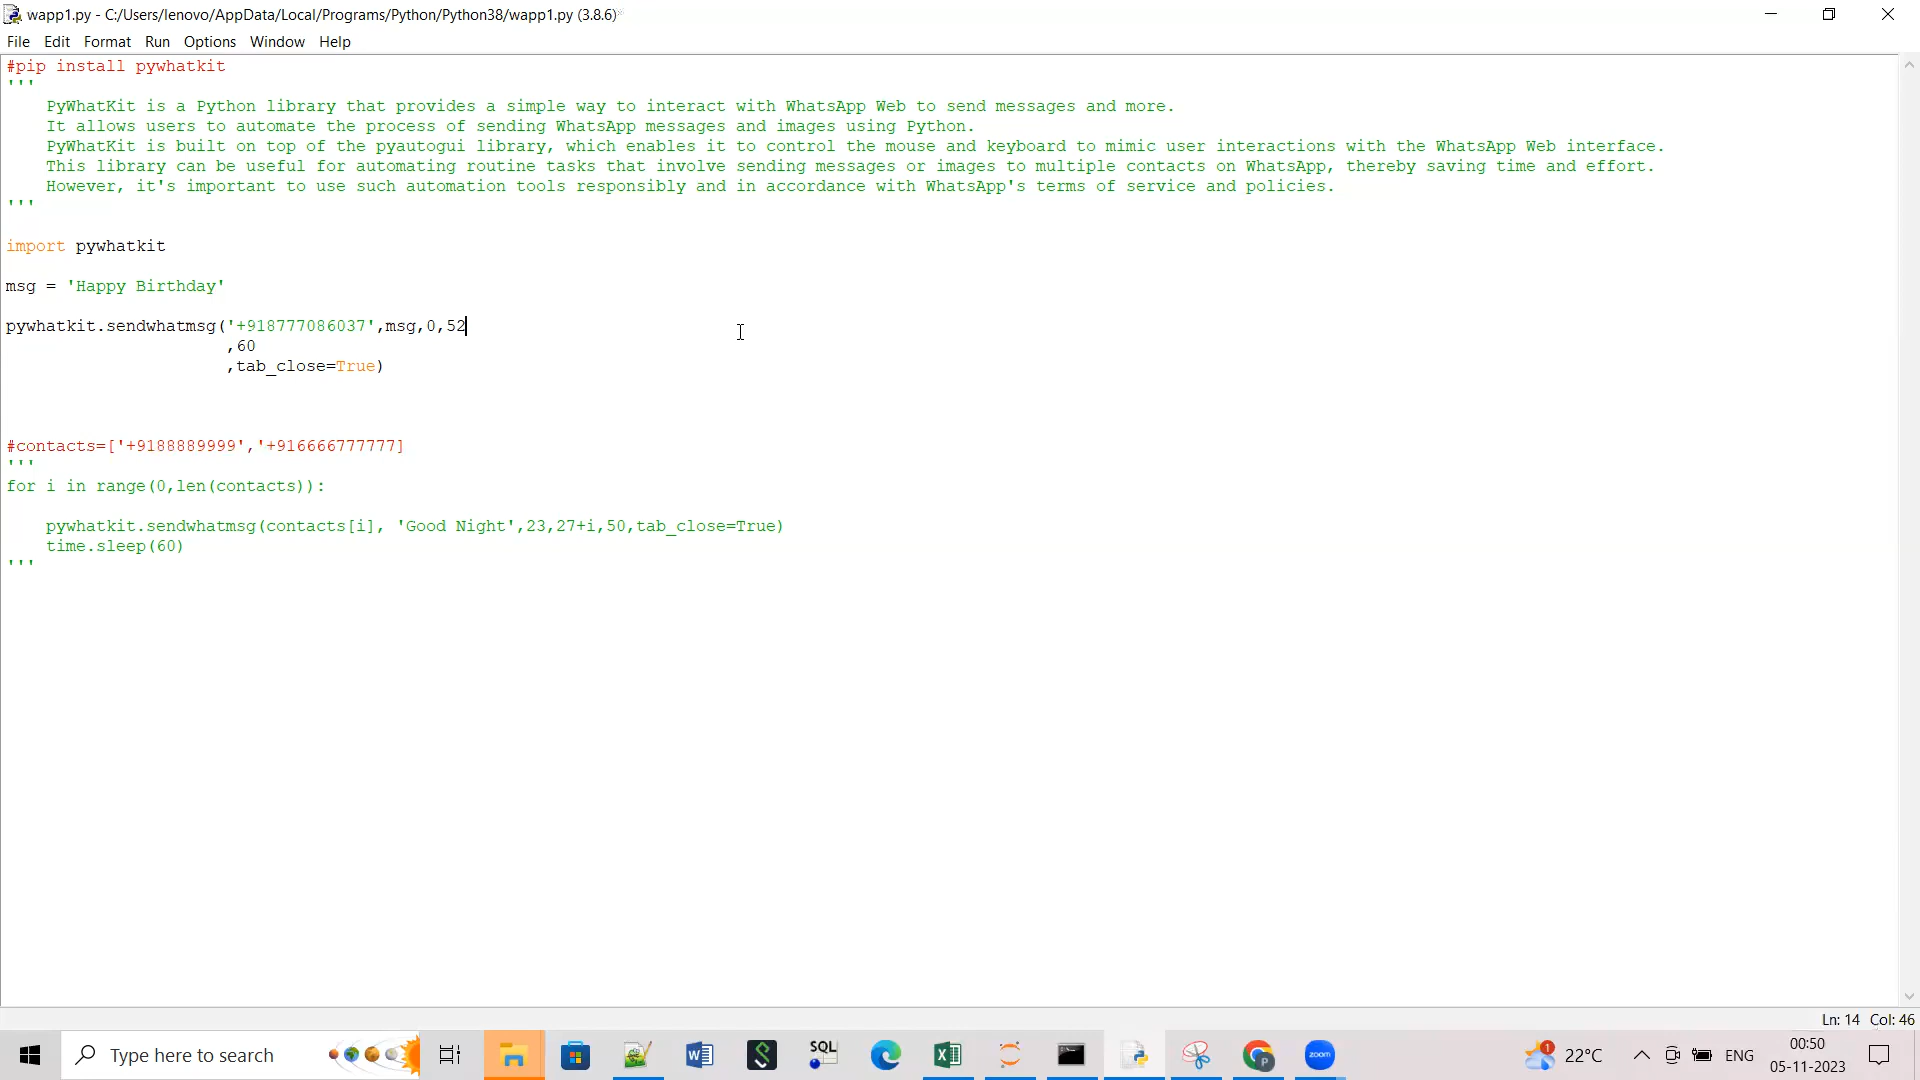 wapp1.py - C:/Users/lenovo/AppData/Local/Programs/Python/Python38/wapp1.py (3.8.6)*
File Edit Format Run Options Window Help
#pip install pywhatkit
'''
    PyWhatKit is a Python library that provides a simple way to interact with WhatsApp Web to send messages and more.
    It allows users to automate the process of sending WhatsApp messages and images using Python.
    PyWhatKit is built on top of the pyautogui library, which enables it to control the mouse and keyboard to mimic user interactions with the WhatsApp Web interface.
    This library can be useful for automating routine tasks that involve sending messages or images to multiple contacts on WhatsApp, thereby saving time and effort.
    However, it's important to use such automation tools responsibly and in accordance with WhatsApp's terms of service and policies.
'''
import pywhatkit
msg = 'Happy Birthday'
pywhatkit.sendwhatmsg('+918777086037',msg,0,52
                      ,60
                      ,tab_close=True)
#contacts=['+9188889999','+916666777777]
'''
for i in range(0,len(contacts)):
    pywhatkit.sendwhatmsg(contacts[i], 'Good Night',23,27+i,50,tab_close=True)
    time.sleep(60)
'''
Ln: 14 Col: 46
Type here to search
SQL
zoom
1
22°C
ENG
00:50
05-11-2023